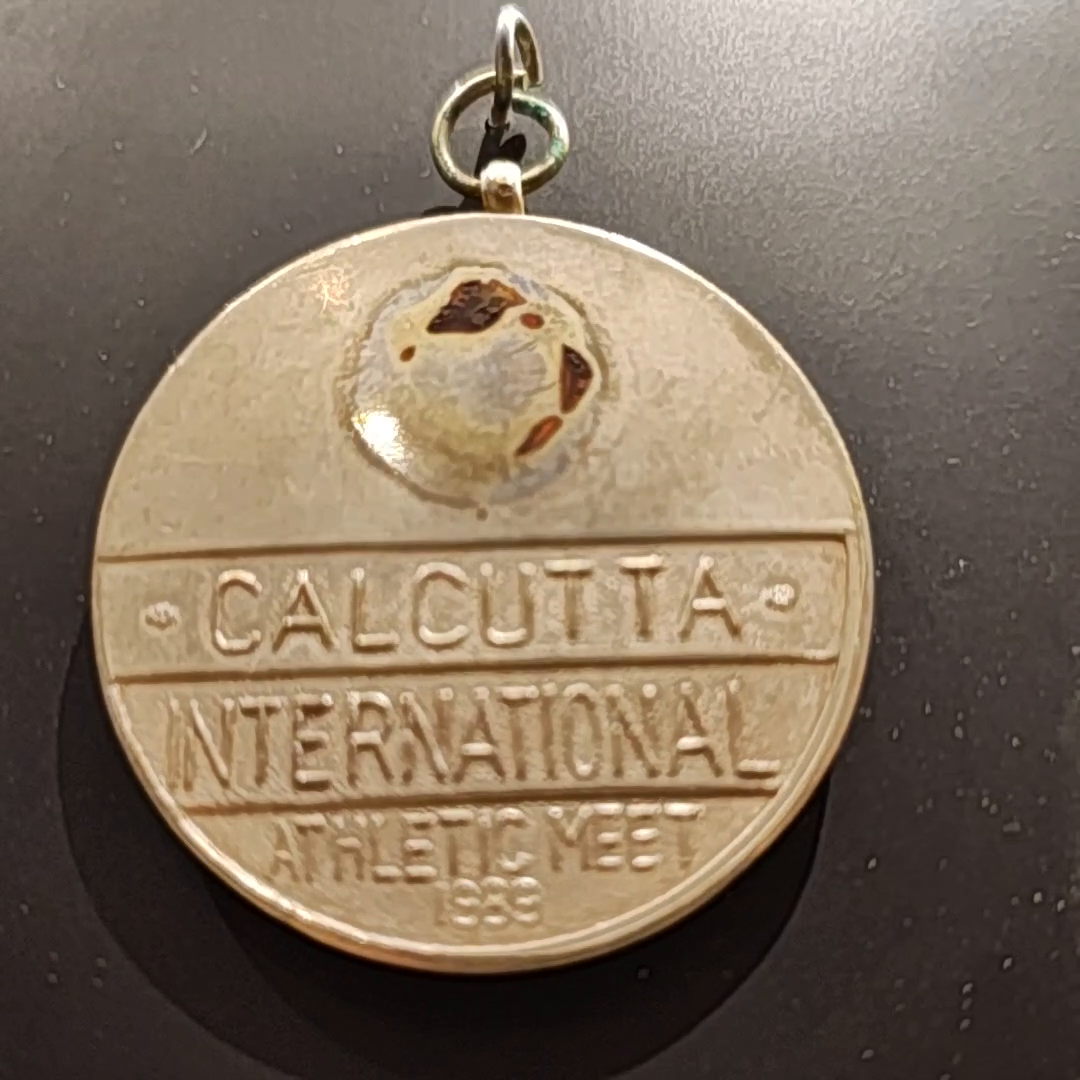 • CALCUTTA •
INTERNATIONAL
ATHLETIC MEET